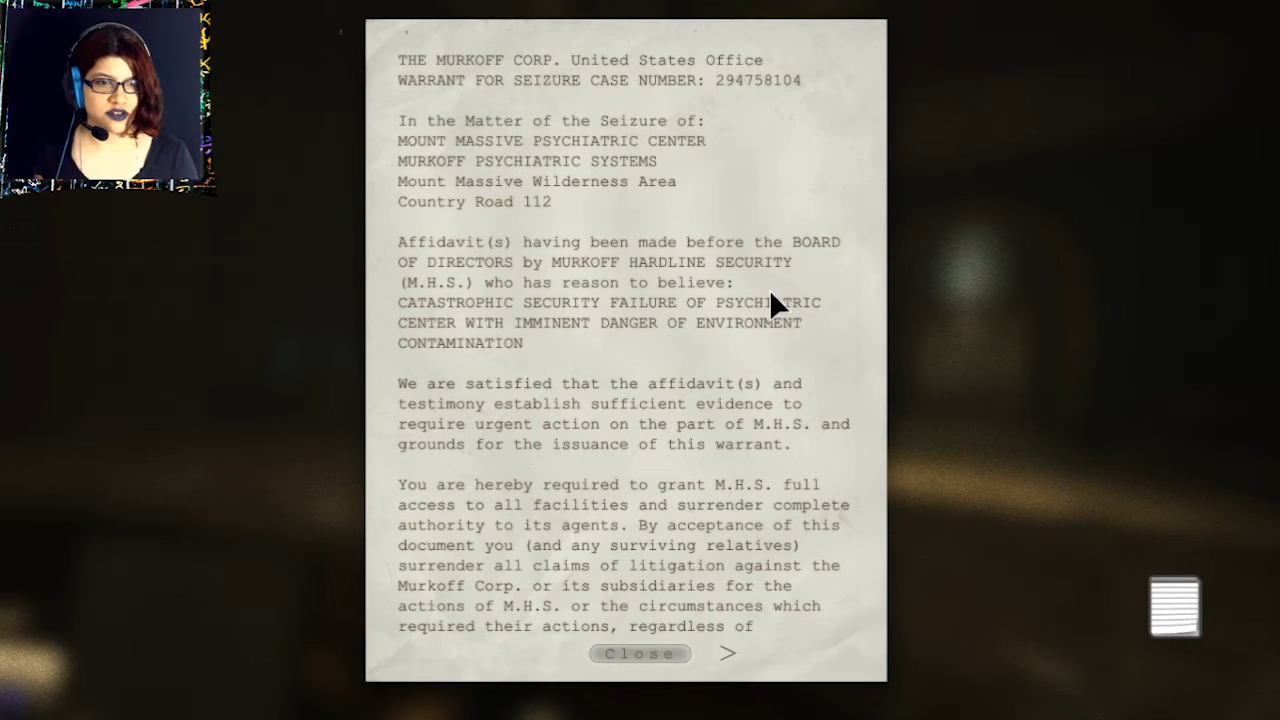 THE MURKOFF CORP. United States Office
WARRANT FOR SEIZURE CASE NUMBER: 294758104
In the Matter of the Seizure of:
MOUNT MASSIVE PSYCHIATRIC CENTER
MURKOFF PSYCHIATRIC SYSTEMS
Mount Massive Wilderness Area
Country Road 112
Affidavit(s) having been made before the BOARD
OF DIRECTORS by MURKOFF HARDLINE SECURITY
(M.H.S.) who has reason to believe:
CATASTROPHIC SECURITY FAILURE OF PSYCHIATRIC
CENTER WITH IMMINENT DANGER OF ENVIRONMENT
CONTAMINATION
We are satisfied that the affidavit(s) and
testimony establish sufficient evidence to
require urgent action on the part of M.H.S. and
grounds for the issuance of this warrant.
You are hereby required to grant M.H.S. full
access to all facilities and surrender complete
authority to its agents. By acceptance of this
document you (and any surviving relatives)
surrender all claims of litigation against the
Murkoff Corp. or its subsidiaries for the
actions of M.H.S. or the circumstances which
required their actions, regardless of
Close >